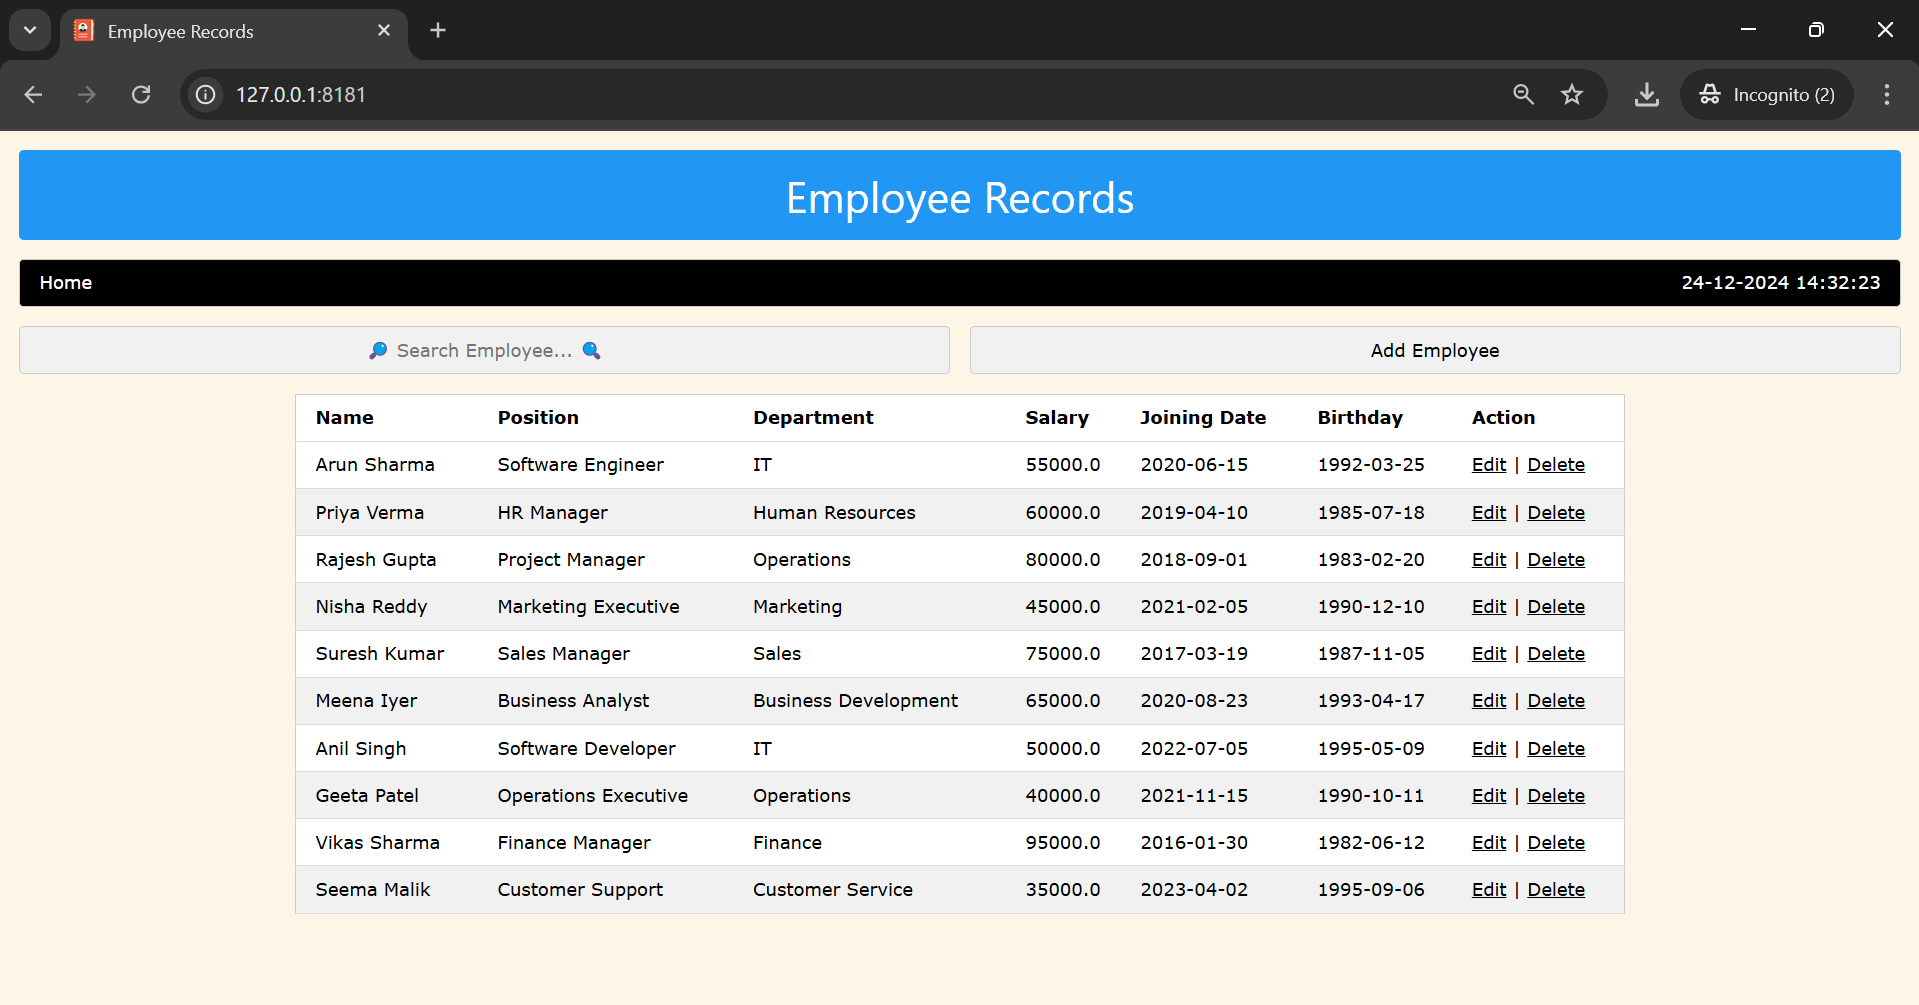 Employee Records
127.0.0.1:8181
Incognito (2)
Employee Records
Home 24-12-2024 14:32:23
Search Employee... Add Employee
Name Position Department Salary Joining Date Birthday Action
Arun Sharma Software Engineer IT 55000.0 2020-06-15 1992-03-25 Edit | Delete
Priya Verma HR Manager Human Resources 60000.0 2019-04-10 1985-07-18 Edit | Delete
Rajesh Gupta Project Manager Operations 80000.0 2018-09-01 1983-02-20 Edit | Delete
Nisha Reddy Marketing Executive Marketing 45000.0 2021-02-05 1990-12-10 Edit | Delete
Suresh Kumar Sales Manager Sales 75000.0 2017-03-19 1987-11-05 Edit | Delete
Meena Iyer Business Analyst Business Development 65000.0 2020-08-23 1993-04-17 Edit | Delete
Anil Singh Software Developer IT 50000.0 2022-07-05 1995-05-09 Edit | Delete
Geeta Patel Operations Executive Operations 40000.0 2021-11-15 1990-10-11 Edit | Delete
Vikas Sharma Finance Manager Finance 95000.0 2016-01-30 1982-06-12 Edit | Delete
Seema Malik Customer Support Customer Service 35000.0 2023-04-02 1995-09-06 Edit | Delete